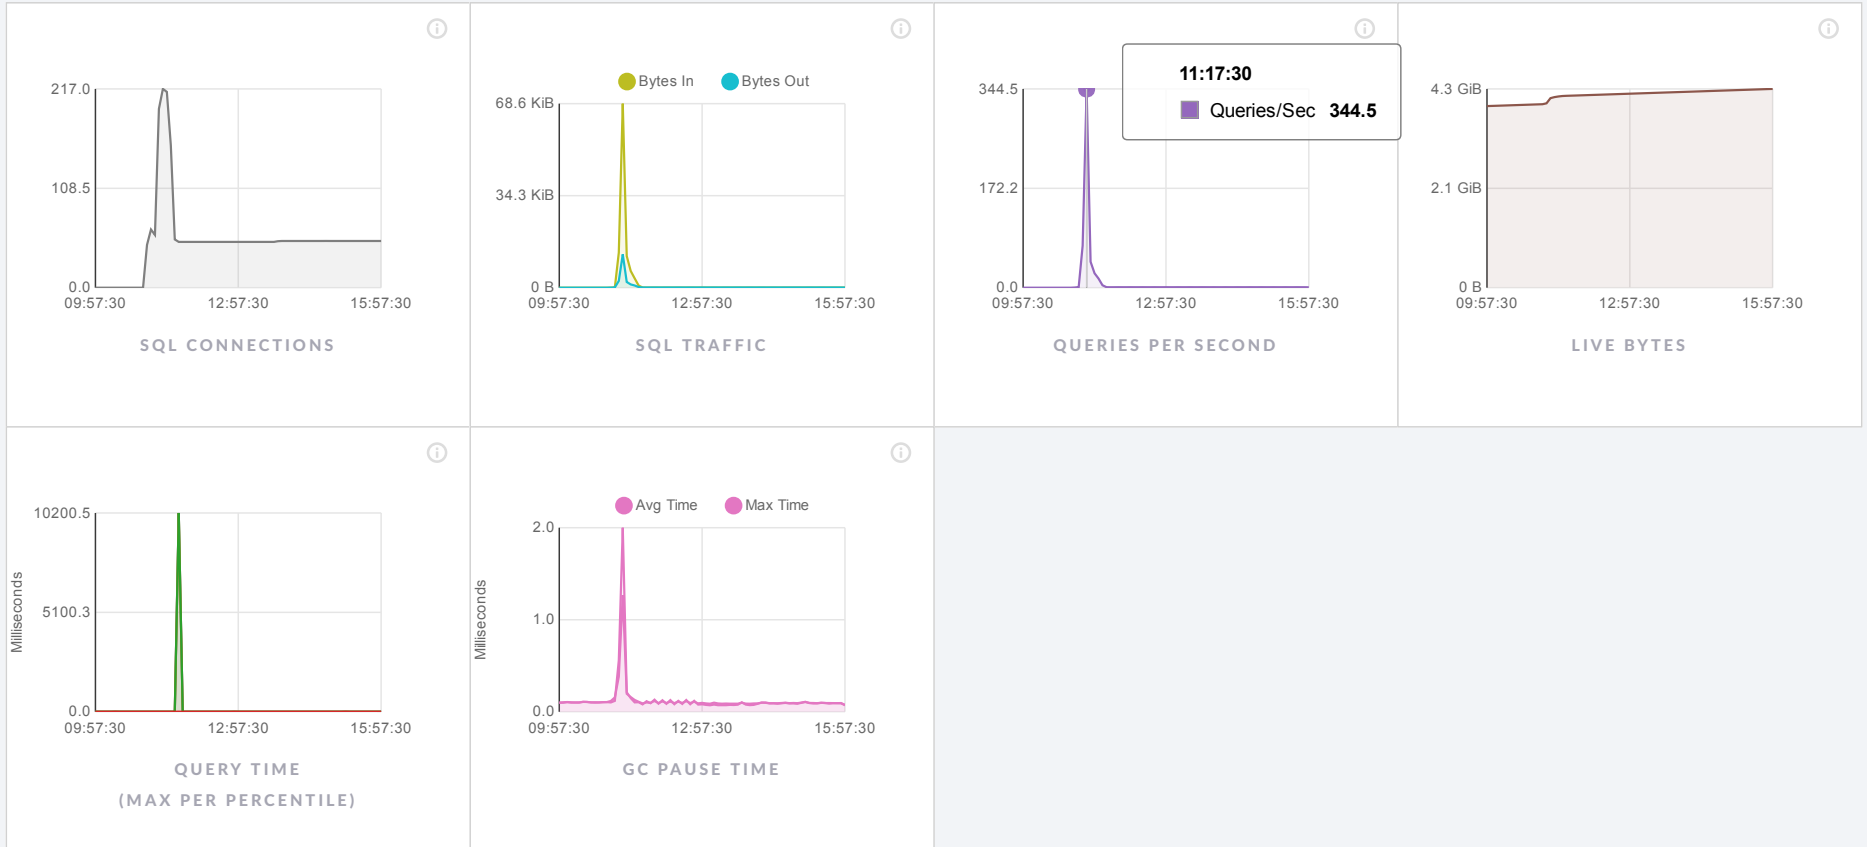 217.0
108.5
0.0
09:57:30 12:57:30 15:57:30
SQL CONNECTIONS
Bytes In Bytes Out
68.6 KiB
34.3 KiB
0 B
09:57:30 12:57:30 15:57:30
SQL TRAFFIC
11:17:30
Queries/Sec 344.5
344.5
172.2
0.0
09:57:30 12:57:30 15:57:30
QUERIES PER SECOND
4.3 GiB
2.1 GiB
0 B
09:57:30 12:57:30 15:57:30
LIVE BYTES
Milliseconds
10200.5
5100.3
0.0
09:57:30 12:57:30 15:57:30
QUERY TIME
(MAX PER PERCENTILE)
Avg Time Max Time
Milliseconds
2.0
1.0
0.0
09:57:30 12:57:30 15:57:30
GC PAUSE TIME